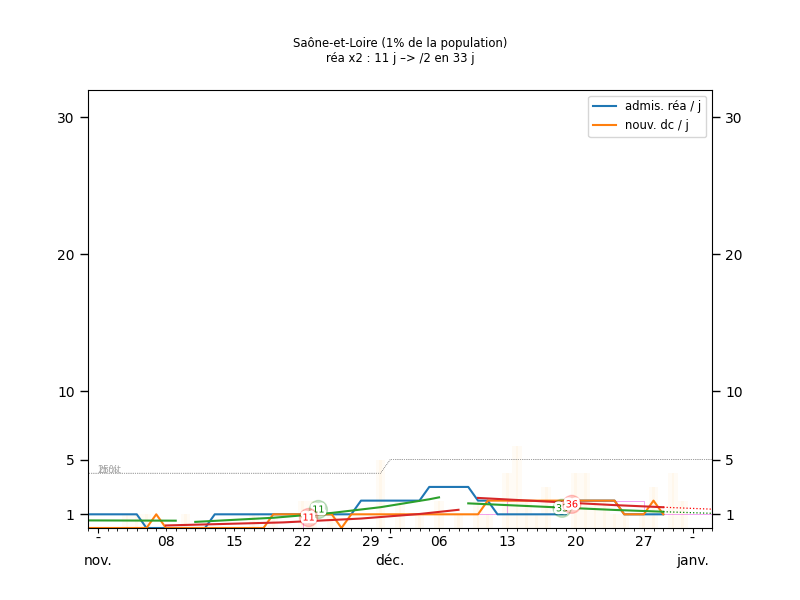 Saône-et-Loire (1% de la population)
réa x2 : 11 j –> /2 en 33 j
admis. réa / j
nouv. dc / j
30 30
20 20
10 10
5 5
11
36
11
1 1
- 08 15 22 29 - 06 13 20 27 -
nov. déc. janv.